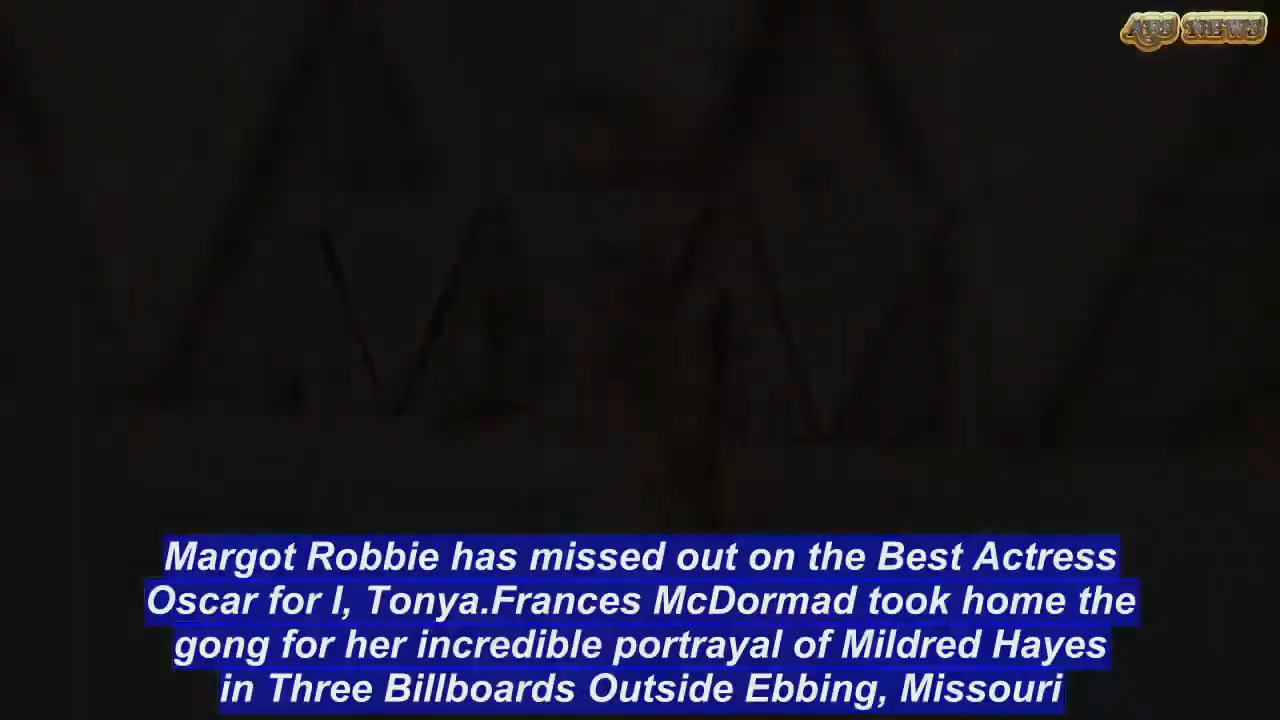 Margot Robbie has missed out on the Best Actress
Oscar for I, Tonya.Frances McDormad took home the
gong for her incredible portrayal of Mildred Hayes
in Three Billboards Outside Ebbing, Missouri